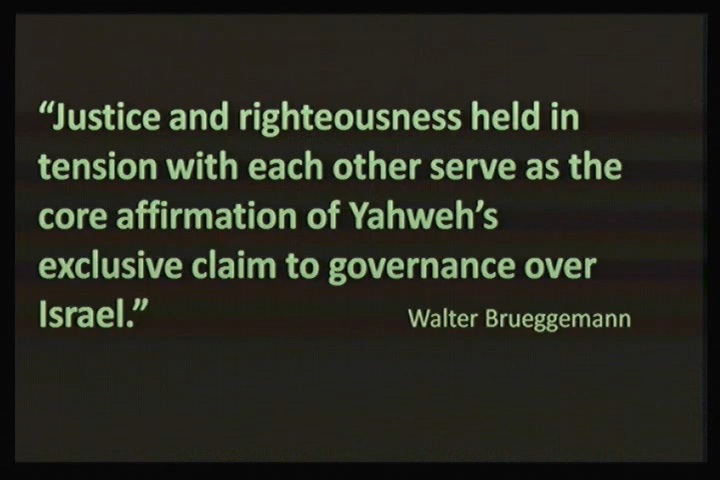 “Justice and righteousness held in
tension with each other serve as the
core affirmation of Yahweh’s
exclusive claim to governance over
Israel.” Walter Brueggemann